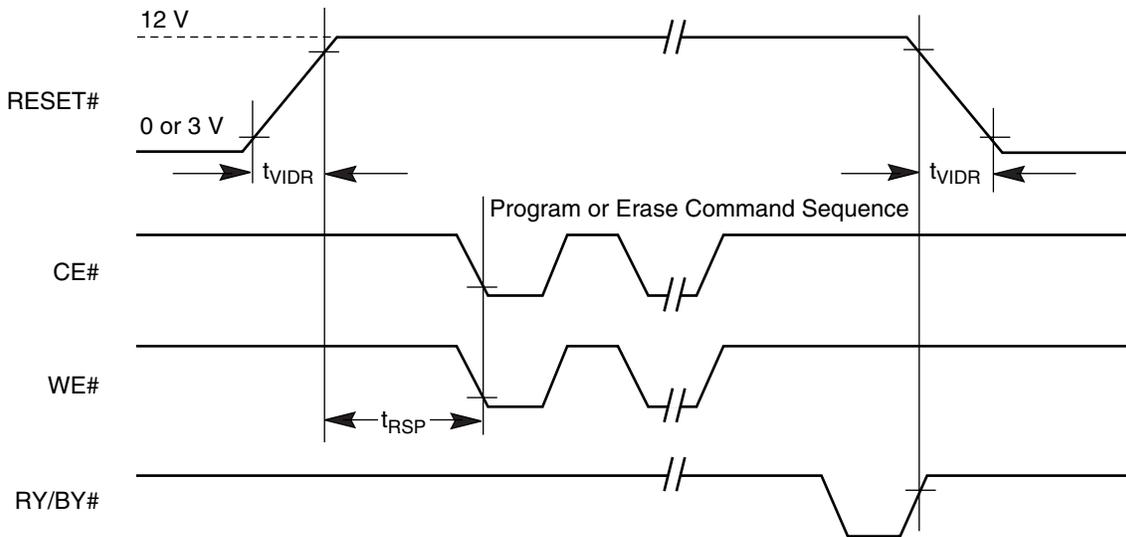 12 V
RESET#
0 or 3 V
tVIDR
tVIDR
Program or Erase Command Sequence
CE#
WE#
tRSP
RY/BY#